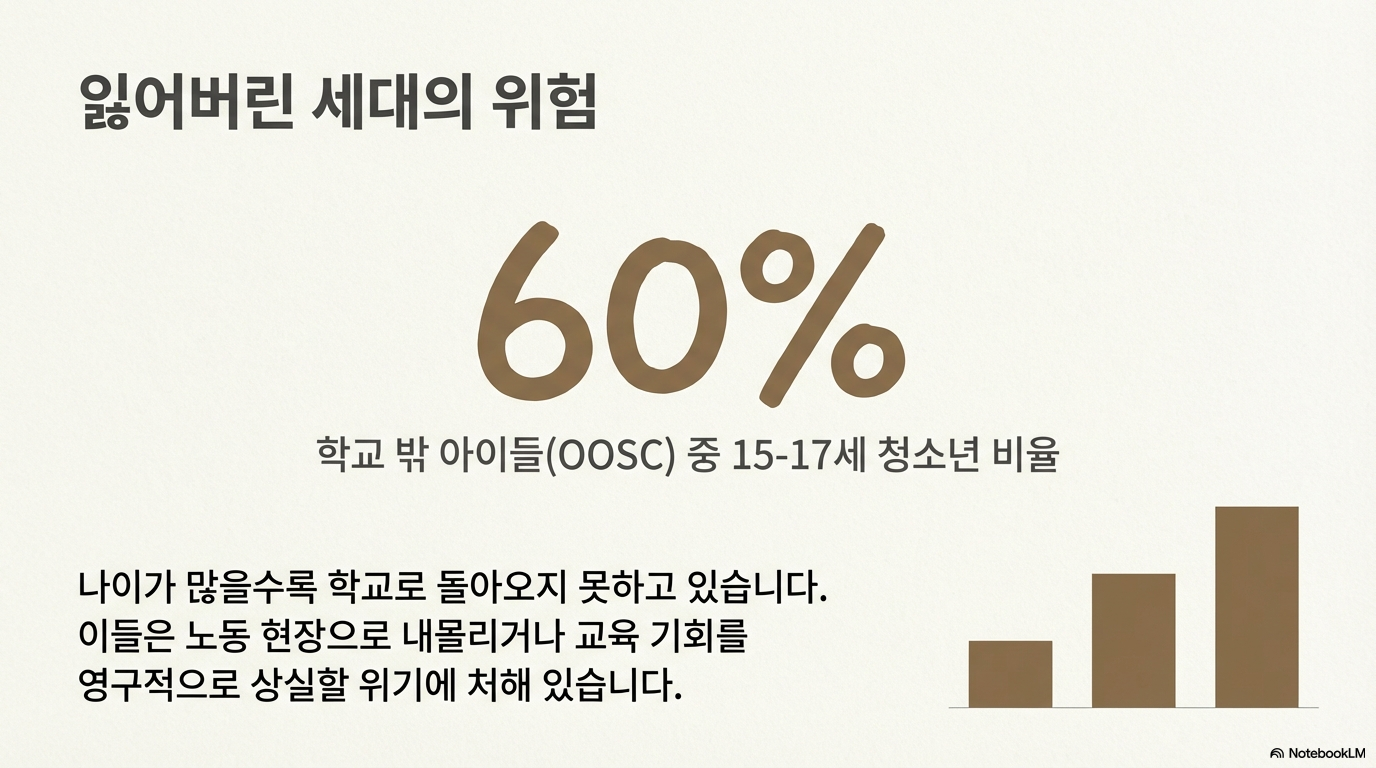 잃어버린 세대의 위험
60%
학교 밖 아이들(OOSC) 중 15-17세 청소년 비율
나이가 많을수록 학교로 돌아오지 못하고 있습니다.
이들은 노동 현장으로 내몰리거나 교육 기회를
영구적으로 상실할 위기에 처해 있습니다.
NotebookLM